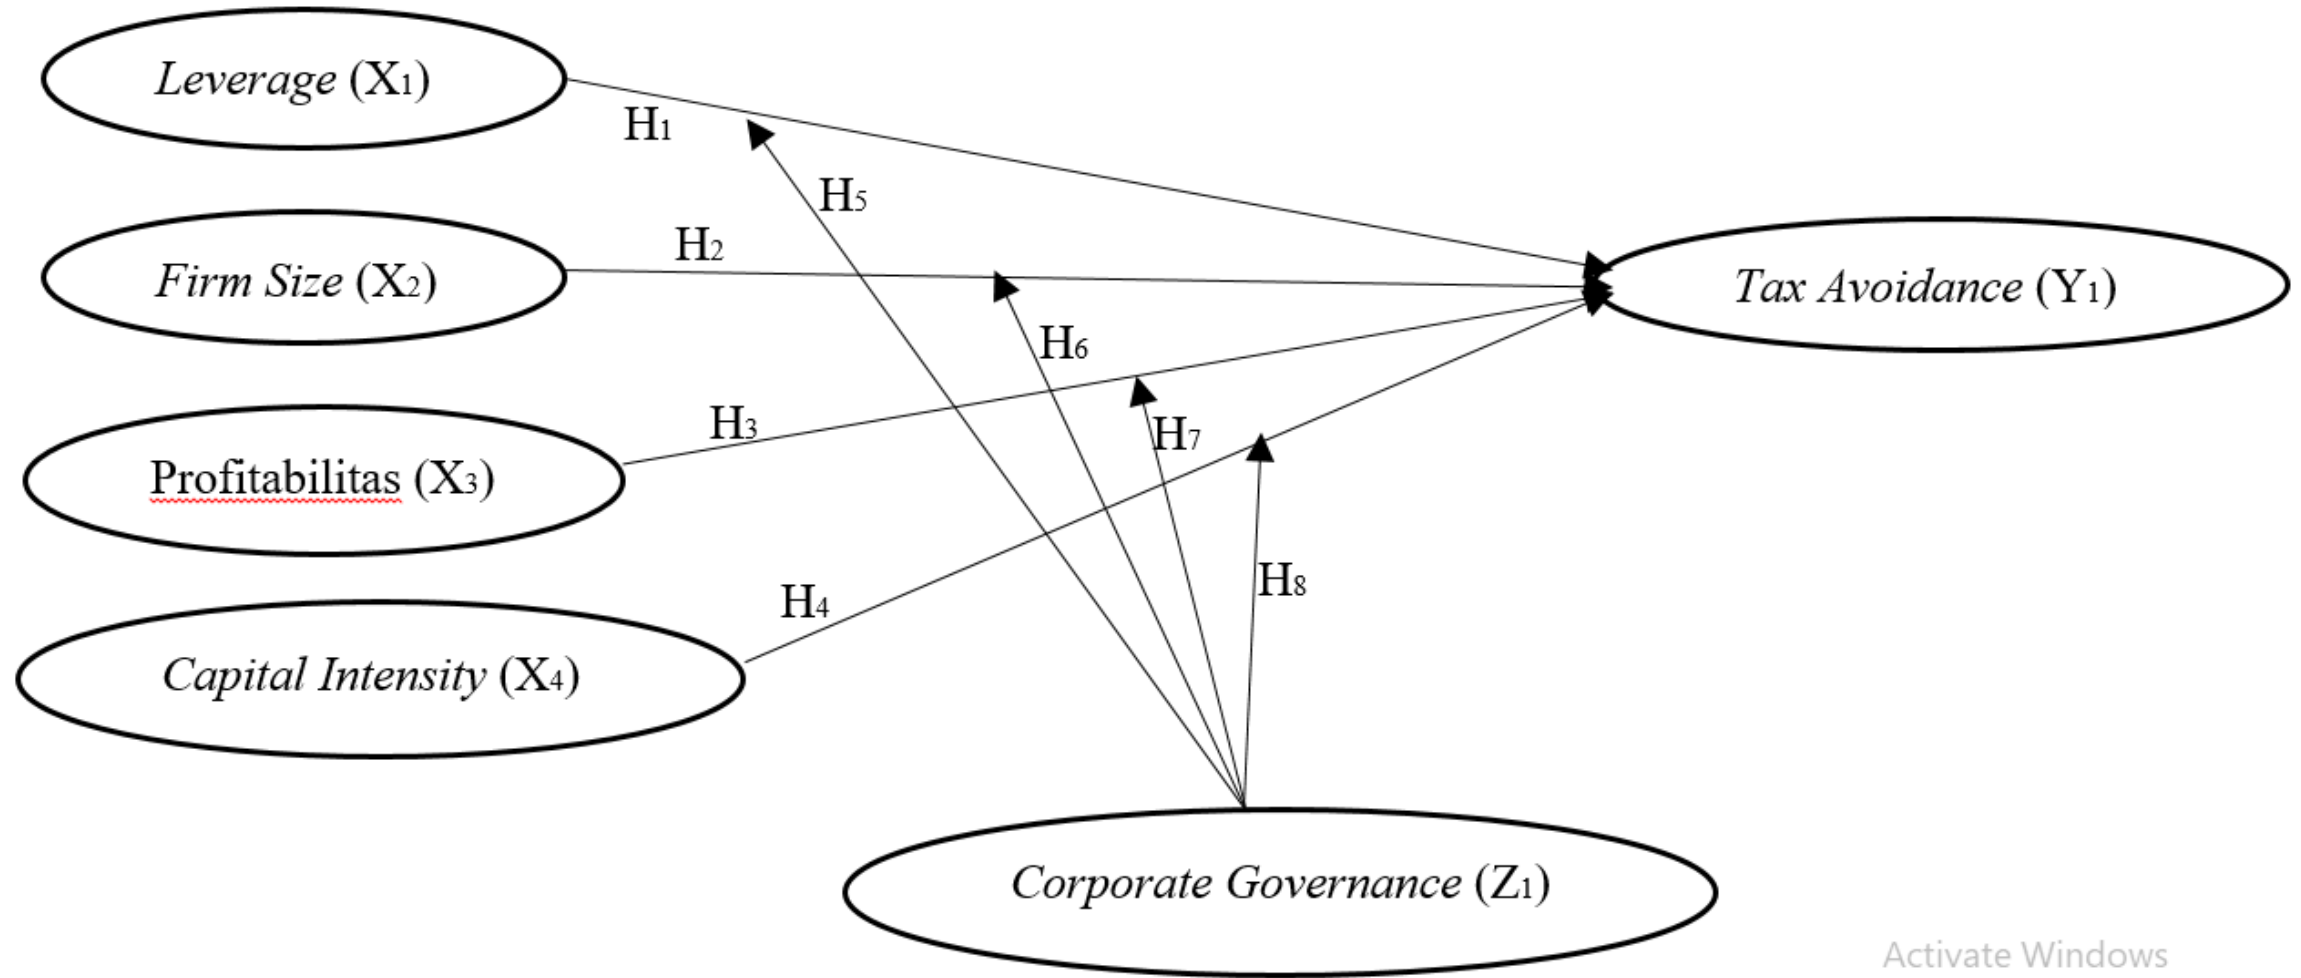 Leverage (X1)
H1
H5
Firm Size (X2)
H2
Tax Avoidance (Y1)
H6
Profitabilitas (X3)
H3
H7
Capital Intensity (X4)
H4
H8
Corporate Governance (Z1)
Activate Windows